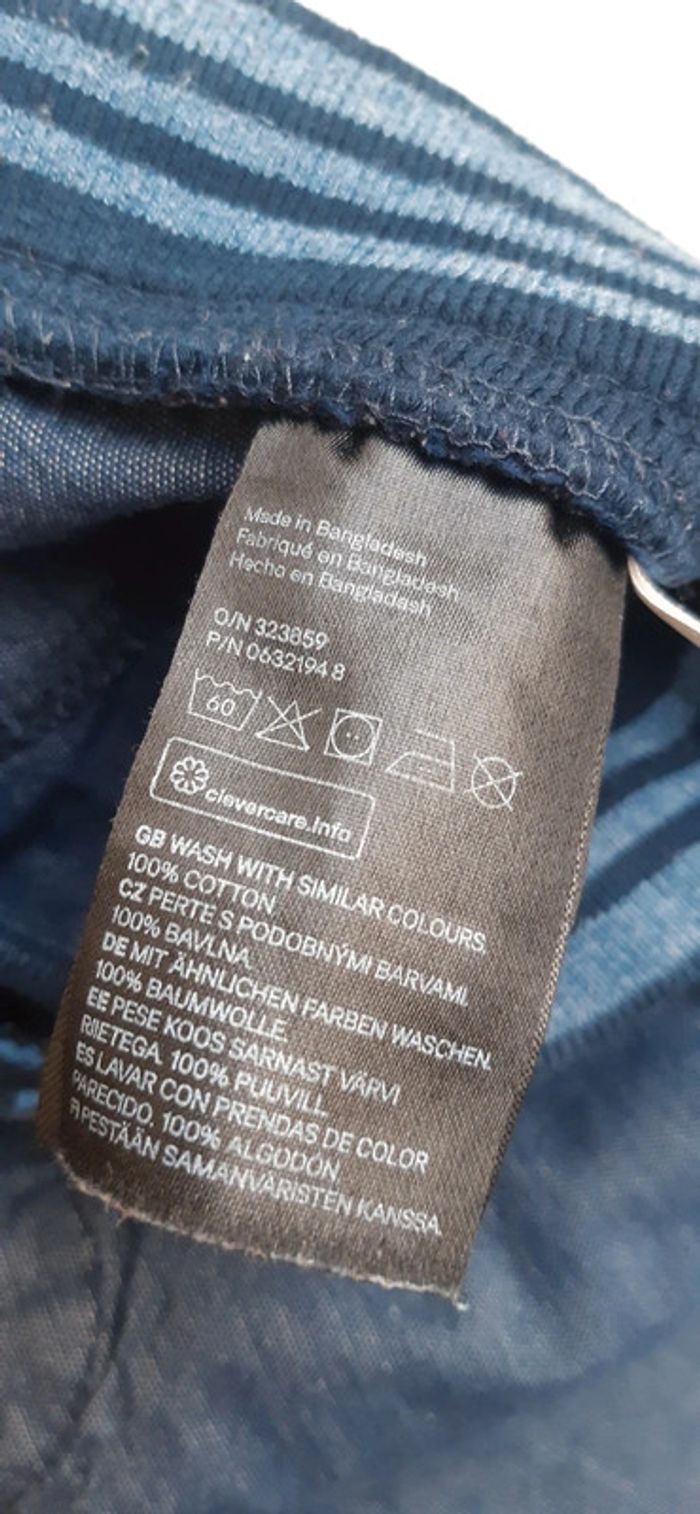 Made in Bangladesh
Fabriqué en Bangladesh
Hecho en Bangladesh
O/N 323859
P/N 0632194 8
60
clevercare.info
GB WASH WITH SIMILAR COLOURS
100% COTTON
CZ PERTE S PODOBNÝMI BARVAMI.
100% BAVLNA
DE MIT ÄHNLICHEN FARBEN WASCHEN.
100% BAUMWOLLE.
EE PESE KOOS SARNAST VÄRVI
RIIETEGA. 100% PUUVILL
ES LAVAR CON PRENDAS DE COLOR
PARECIDO. 100% ALGODÓN
FI PESTÄÄN SAMANVÄRISTEN KANSSA.